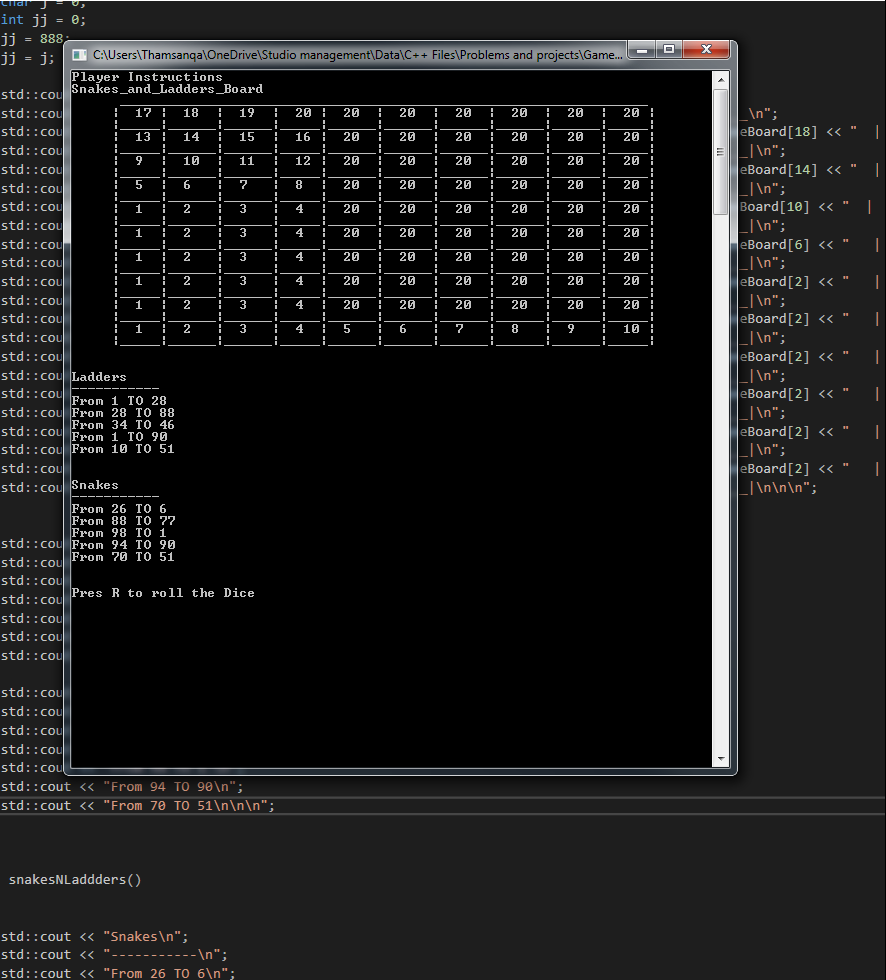 char j = 0;
int jj = 0;
jj = 888;
jj = j;
C:\Users\Thamsanqa\OneDrive\Studio management\Data\C++ Files\Problems and projects\Game...
Player Instructions
Snakes_and_Ladders_Board
| 17 | 18 | 19 | 20 | 20 | 20 | 20 | 20 | 20 | 20 |
| 13 | 14 | 15 | 16 | 20 | 20 | 20 | 20 | 20 | 20 |
| 9 | 10 | 11 | 12 | 20 | 20 | 20 | 20 | 20 | 20 |
| 5 | 6 | 7 | 8 | 20 | 20 | 20 | 20 | 20 | 20 |
| 1 | 2 | 3 | 4 | 20 | 20 | 20 | 20 | 20 | 20 |
| 1 | 2 | 3 | 4 | 20 | 20 | 20 | 20 | 20 | 20 |
| 1 | 2 | 3 | 4 | 20 | 20 | 20 | 20 | 20 | 20 |
| 1 | 2 | 3 | 4 | 20 | 20 | 20 | 20 | 20 | 20 |
| 1 | 2 | 3 | 4 | 20 | 20 | 20 | 20 | 20 | 20 |
| 1 | 2 | 3 | 4 | 5 | 6 | 7 | 8 | 9 | 10 |
Ladders
-----------
From 1 TO 28
From 28 TO 88
From 34 TO 46
From 1 TO 90
From 10 TO 51
Snakes
-----------
From 26 TO 6
From 88 TO 77
From 98 TO 1
From 94 TO 90
From 70 TO 51
Pres R to roll the Dice
_\n";
eBoard[18] << "  |
_|\n";
eBoard[14] << "  |
_|\n";
Board[10] << "  |
_|\n";
eBoard[6] << "   |
_|\n";
eBoard[2] << "   |
_|\n";
eBoard[2] << "   |
_|\n";
eBoard[2] << "   |
_|\n";
eBoard[2] << "   |
_|\n";
eBoard[2] << "   |
_|\n";
eBoard[2] << "   |
_|\n\n\n";
std::cout << "From 94 TO 90\n";
std::cout << "From 70 TO 51\n\n\n";
snakesNLaddders()
std::cout << "Snakes\n";
std::cout << "-----------\n";
std::cout << "From 26 TO 6\n";